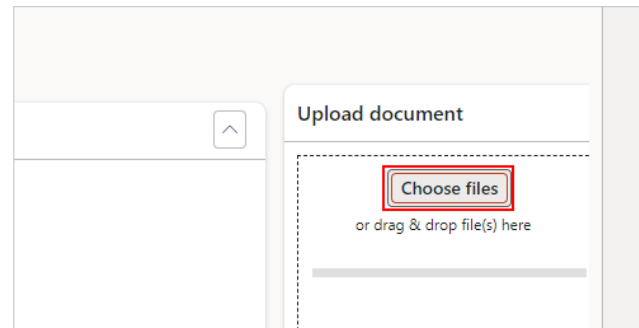 Upload document
Choose files
or drag & drop file(s) here